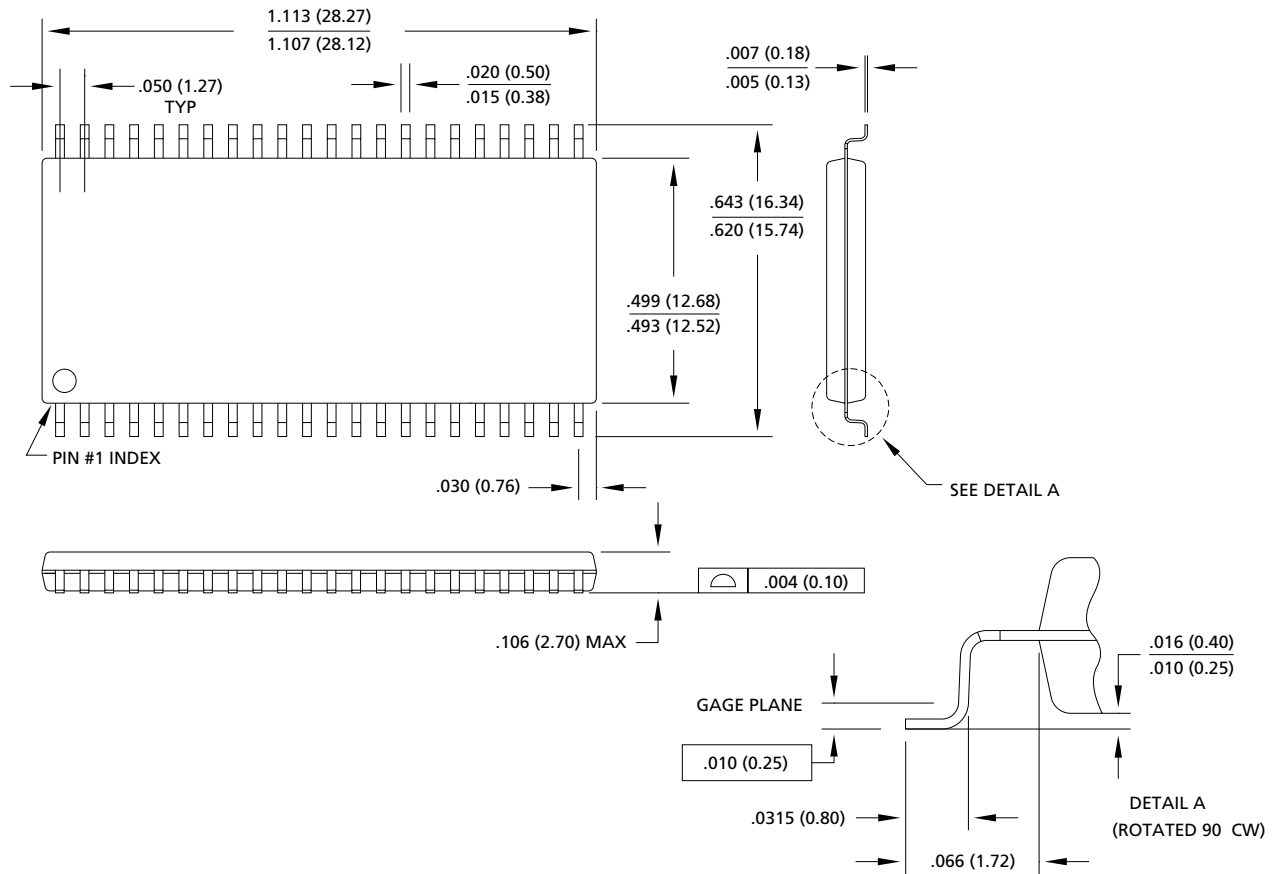 1.113 (28.27)
1.107 (28.12)
.050 (1.27)
TYP
.020 (0.50)
.015 (0.38)
.007 (0.18)
.005 (0.13)
.643 (16.34)
.620 (15.74)
.499 (12.68)
.493 (12.52)
PIN #1 INDEX
.030 (0.76)
SEE DETAIL A
.004 (0.10)
.106 (2.70) MAX
.016 (0.40)
.010 (0.25)
GAGE PLANE
.010 (0.25)
.0315 (0.80)
DETAIL A
(ROTATED 90 CW)
.066 (1.72)